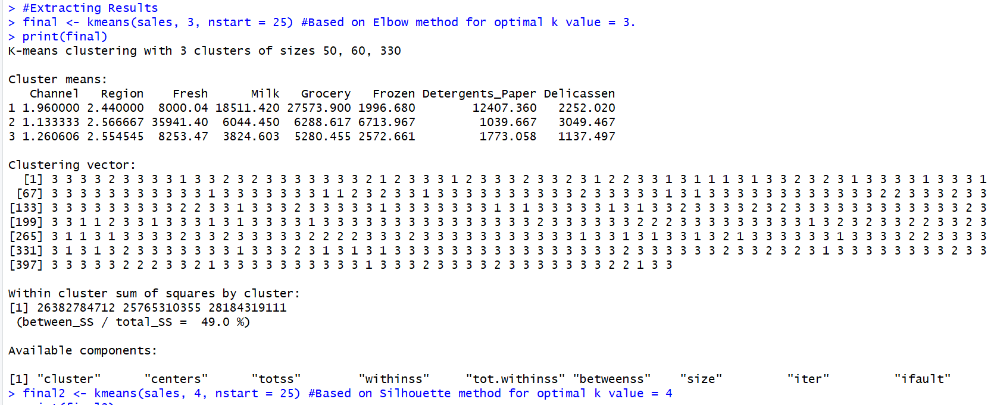 > #Extracting Results
> final <- kmeans(sales, 3, nstart = 25) #Based on Elbow method for optimal k value = 3.
> print(final)
K-means clustering with 3 clusters of sizes 50, 60, 330
Cluster means:
Channel Region Fresh Milk Grocery Frozen Detergents_Paper Delicassen
1 1.960000 2.440000 8000.04 18511.420 27573.900 1996.680 12407.360 2252.020
2 1.133333 2.566667 35941.40 6044.450 6288.617 6713.967 1039.667 3049.467
3 1.260606 2.554545 8253.47 3824.603 5280.455 2572.661 1773.058 1137.497
Clustering vector:
[1] 3 3 3 3 2 3 3 3 3 1 3 3 2 3 2 3 3 3 3 3 3 3 2 1 2 3 3 3 1 2 3 3 3 2 3 3 2 3 1 2 2 3 3 1 3 1 1 1 3 1 3 3 2 3 2 3 1 3 3 3 3 1 3 3 3 1
[67] 3 3 3 3 3 3 3 3 3 3 3 1 3 3 3 3 3 3 3 1 1 2 3 2 3 3 1 3 3 3 3 3 3 3 3 3 3 2 3 3 3 3 3 1 3 1 3 3 3 3 3 3 3 3 3 3 3 3 2 2 3 3 3 2 3 3
[133] 3 3 3 3 3 3 3 3 3 2 2 3 3 1 3 3 3 2 3 3 3 3 3 1 3 3 3 3 3 3 3 1 3 1 3 3 3 3 3 1 3 1 3 3 2 3 3 3 3 2 3 2 3 3 3 3 3 3 3 3 3 3 3 3 2 3
[199] 3 3 1 1 2 3 3 1 3 3 3 1 3 1 3 3 3 3 1 3 3 3 3 3 3 3 3 3 3 3 3 3 3 3 2 3 3 3 3 3 3 2 2 2 3 3 3 3 3 3 3 3 3 1 3 2 3 2 3 3 2 2 3 3 2 3
[265] 3 1 1 3 1 3 3 3 3 2 3 3 2 3 3 3 3 3 2 2 2 2 3 3 3 2 3 3 3 3 3 3 3 3 3 3 3 1 3 3 1 3 1 3 3 1 3 2 1 3 3 3 3 3 3 1 3 3 3 3 2 2 3 3 3 3
[331] 3 1 3 1 3 2 3 3 3 3 3 3 3 1 3 3 3 2 3 1 3 1 3 1 3 3 3 3 3 3 3 3 3 3 3 3 3 3 3 3 2 3 3 3 3 3 3 2 3 3 2 3 2 3 1 3 3 3 3 3 3 3 3 2 3 3
[397] 3 3 3 3 3 2 2 2 3 3 2 1 3 3 3 3 3 3 3 3 3 3 1 3 3 3 2 3 3 3 3 2 3 3 3 3 3 3 3 2 2 1 3 3
Within cluster sum of squares by cluster:
[1] 26382784712 25765310355 28184319111
(between_SS / total_SS = 49.0 %)
Available components:
[1] "cluster" "centers" "totss" "withinss" "tot.withinss" "betweenss" "size" "iter" "ifault"
> final2 <- kmeans(sales, 4, nstart = 25) #Based on Silhouette method for optimal k value = 4